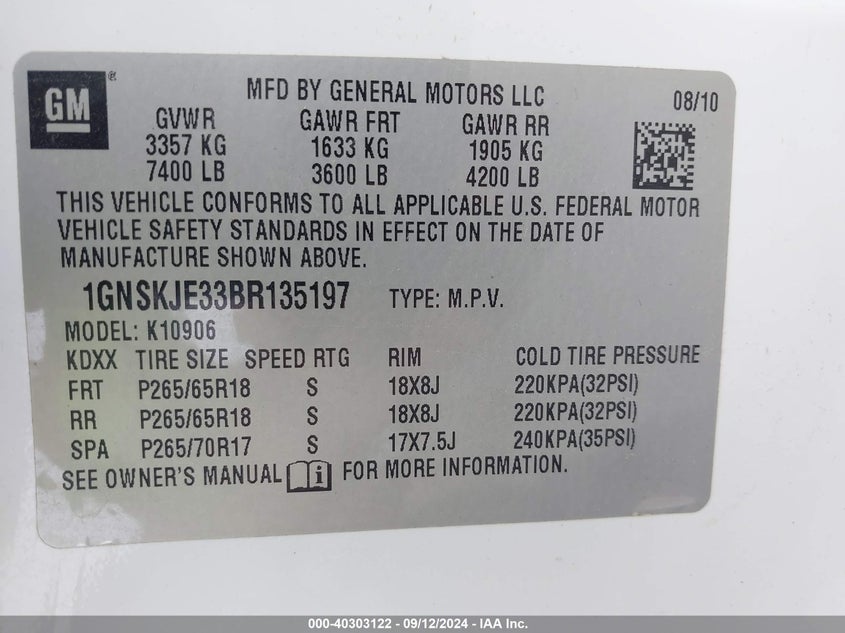 GM®
MFD BY GENERAL MOTORS LLC 08/10
GVWR GAWR FRT GAWR RR
3357 KG 1633 KG 1905 KG
7400 LB 3600 LB 4200 LB
THIS VEHICLE CONFORMS TO ALL APPLICABLE U.S. FEDERAL MOTOR
VEHICLE SAFETY STANDARDS IN EFFECT ON THE DATE OF
MANUFACTURE SHOWN ABOVE.
1GNSKJE33BR135197 TYPE: M.P.V.
MODEL: K10906
KDXX TIRE SIZE SPEED RTG RIM COLD TIRE PRESSURE
FRT P265/65R18 S 18X8J 220KPA(32PSI)
RR P265/65R18 S 18X8J 220KPA(32PSI)
SPA P265/70R17 S 17X7.5J 240KPA(35PSI)
SEE OWNER'S MANUAL i FOR MORE INFORMATION.
000-40303122 - 09/12/2024 - IAA Inc.